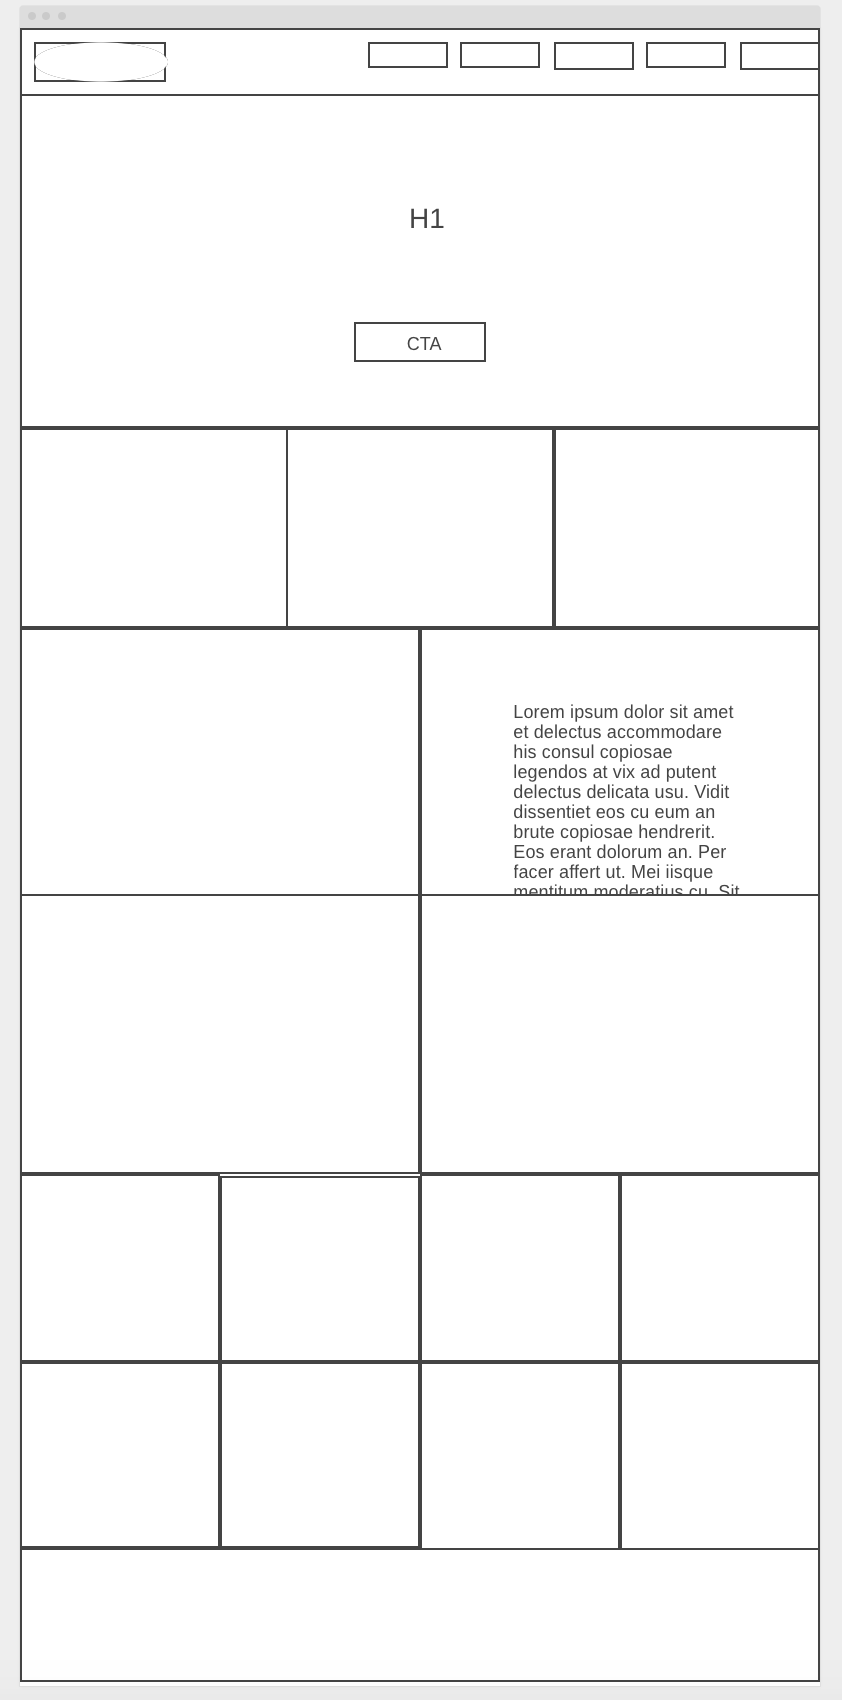 H1
CTA
Lorem ipsum dolor sit amet
et delectus accommodare
his consul copiosae
legendos at vix ad putent
delectus delicata usu. Vidit
dissentiet eos cu eum an
brute copiosae hendrerit.
Eos erant dolorum an. Per
facer affert ut. Mei iisque
mentitum moderatius cu. Sit